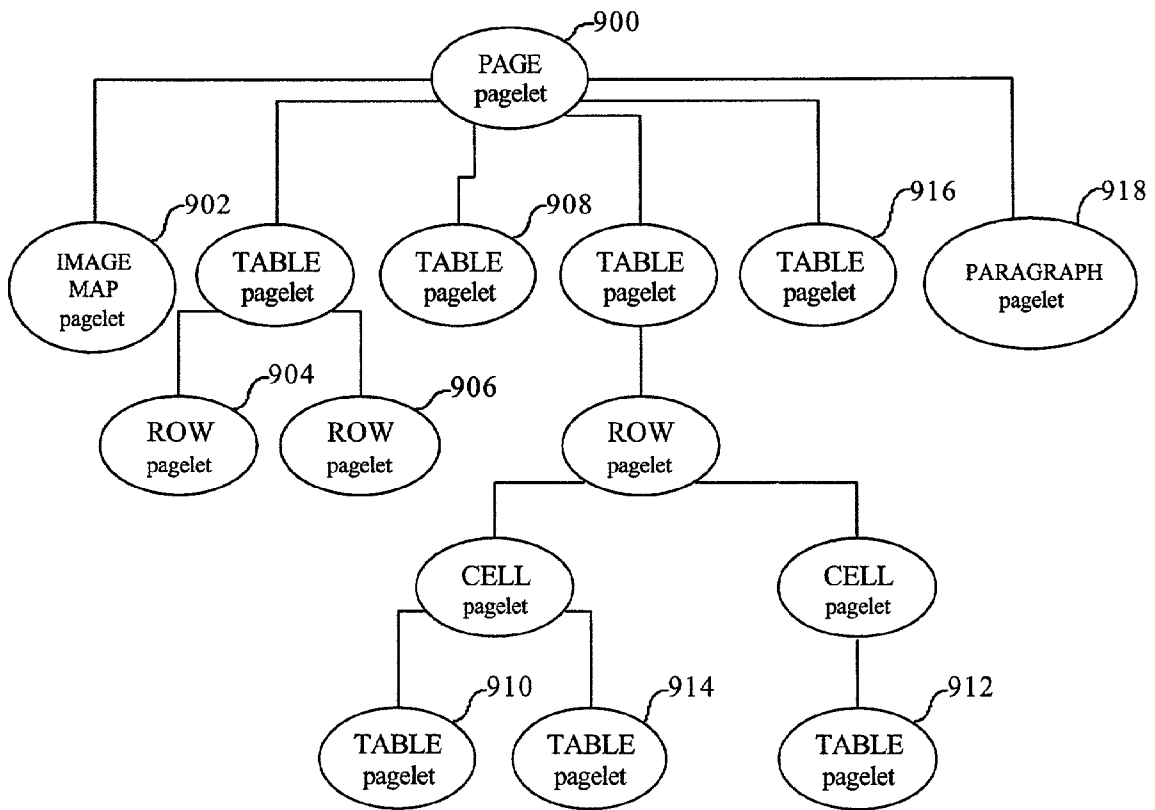 900
PAGE
pagelet
902
IMAGE
MAP
pagelet
TABLE
pagelet
908
TABLE
pagelet
TABLE
pagelet
916
TABLE
pagelet
918
PARAGRAPH
pagelet
904
ROW
pagelet
906
ROW
pagelet
ROW
pagelet
CELL
pagelet
CELL
pagelet
910
TABLE
pagelet
914
TABLE
pagelet
912
TABLE
pagelet